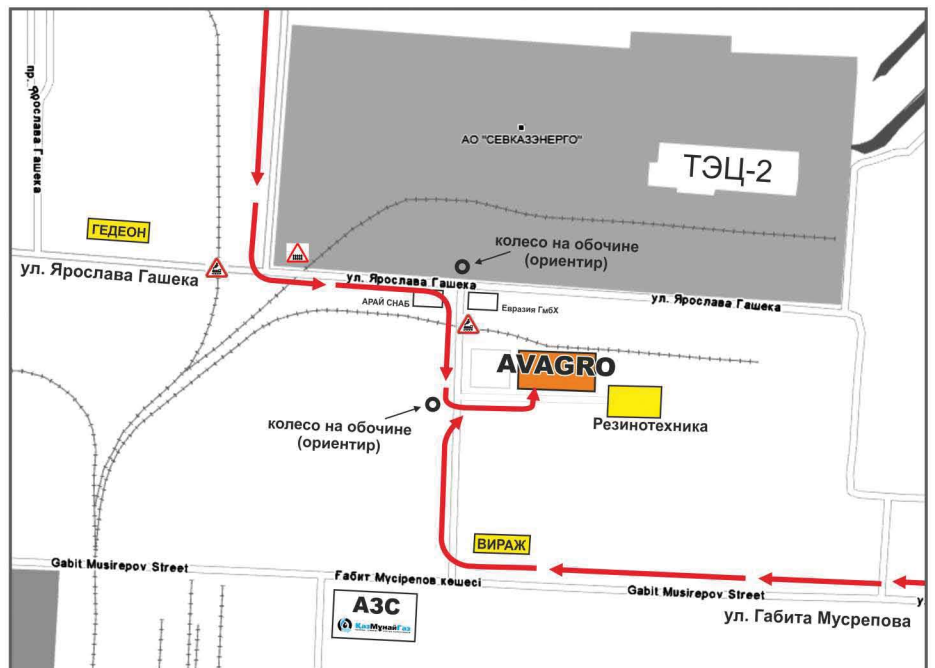 пр. Ярослава Гашека
АО "СЕВКАЗЭНЕРГО"
ТЭЦ-2
ГЕДЕОН
колесо на обочине
(ориентир)
ул. Ярослава Гашека
ул. Ярослава Гашека
ул. Ярослава Гашека
АРАЙ СНАБ
Евразия ГмбХ
AVAGRO
колесо на обочине
(ориентир)
Резинотехника
ВИРАЖ
Gabit Musirepov Street
Ғабит Мүсірепов көшесі
Gabit Musirepov Street
у
ул. Габита Мусрепова
АЗС
ҚазМұнайГаз